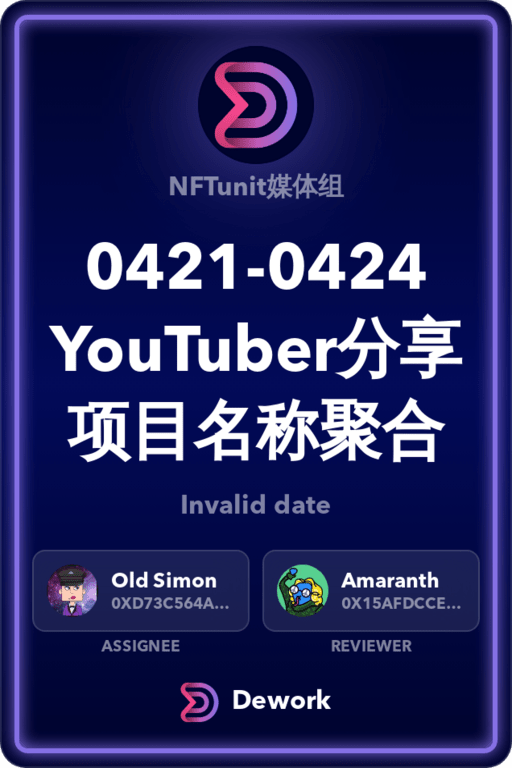 NFTunit媒体组
0421-0424
YouTuber分享
项目名称聚合
Invalid date
Old Simon
0XD73C564A...
ASSIGNEE
Amaranth
0X15AFDCCE...
REVIEWER
Dework